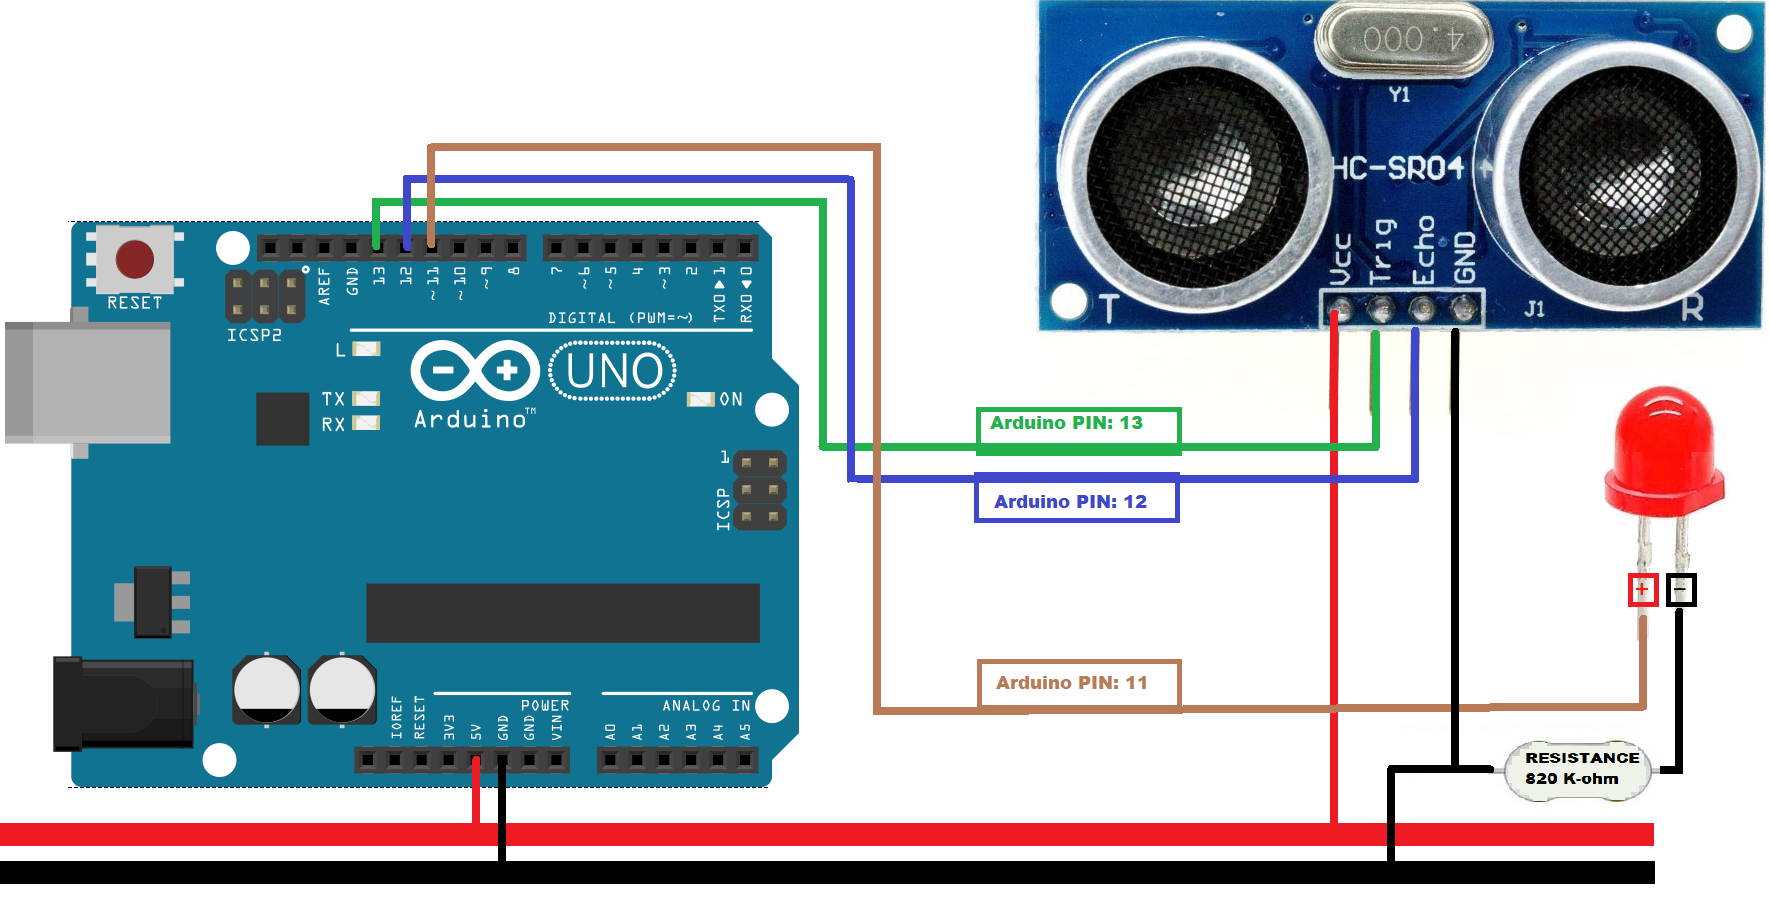 4.000
Y1
HC-SR04
Vcc
Trig
Echo
GND
T
J1
R
RESET
ICSP2
AREF
GND
13
12
~11
~10
~9
8
7
~6
~5
4
~3
2
TX0▶1
RX0◀0
DIGITAL (PWM=~)
L
TX
RX
Arduino™
UNO
ON
1
ICSP
Arduino PIN: 13
Arduino PIN: 12
Arduino PIN: 11
+
−
IOREF
RESET
3V3
5V
GND
GND
VIN
POWER
ANALOG IN
A0
A1
A2
A3
A4
A5
RESISTANCE
820 K-ohm